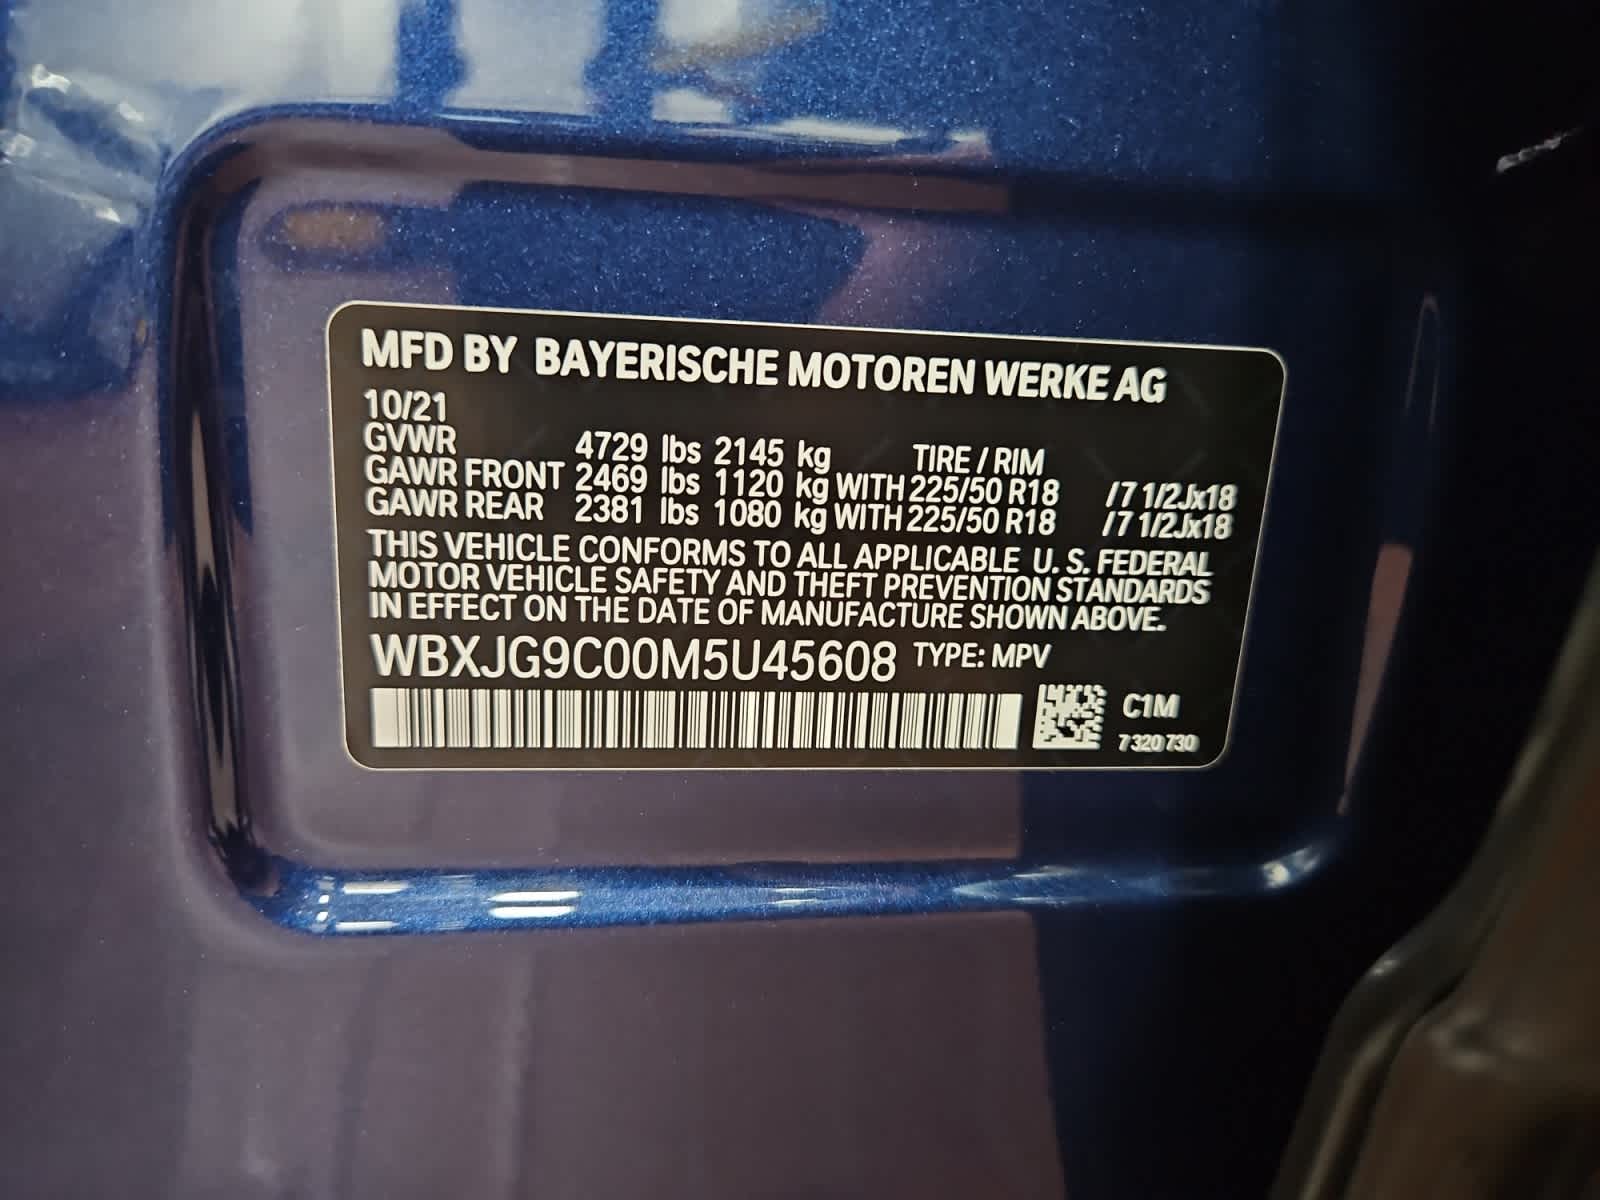 MFD BY BAYERISCHE MOTOREN WERKE AG
10/21
GVWR 4729 lbs 2145 kg TIRE / RIM
GAWR FRONT 2469 lbs 1120 kg WITH 225/50 R18 /7 1/2Jx18
GAWR REAR 2381 lbs 1080 kg WITH 225/50 R18 /7 1/2Jx18
THIS VEHICLE CONFORMS TO ALL APPLICABLE U. S. FEDERAL
MOTOR VEHICLE SAFETY AND THEFT PREVENTION STANDARDS
IN EFFECT ON THE DATE OF MANUFACTURE SHOWN ABOVE.
WBXJG9C00M5U45608 TYPE: MPV
C1M
7 320 730